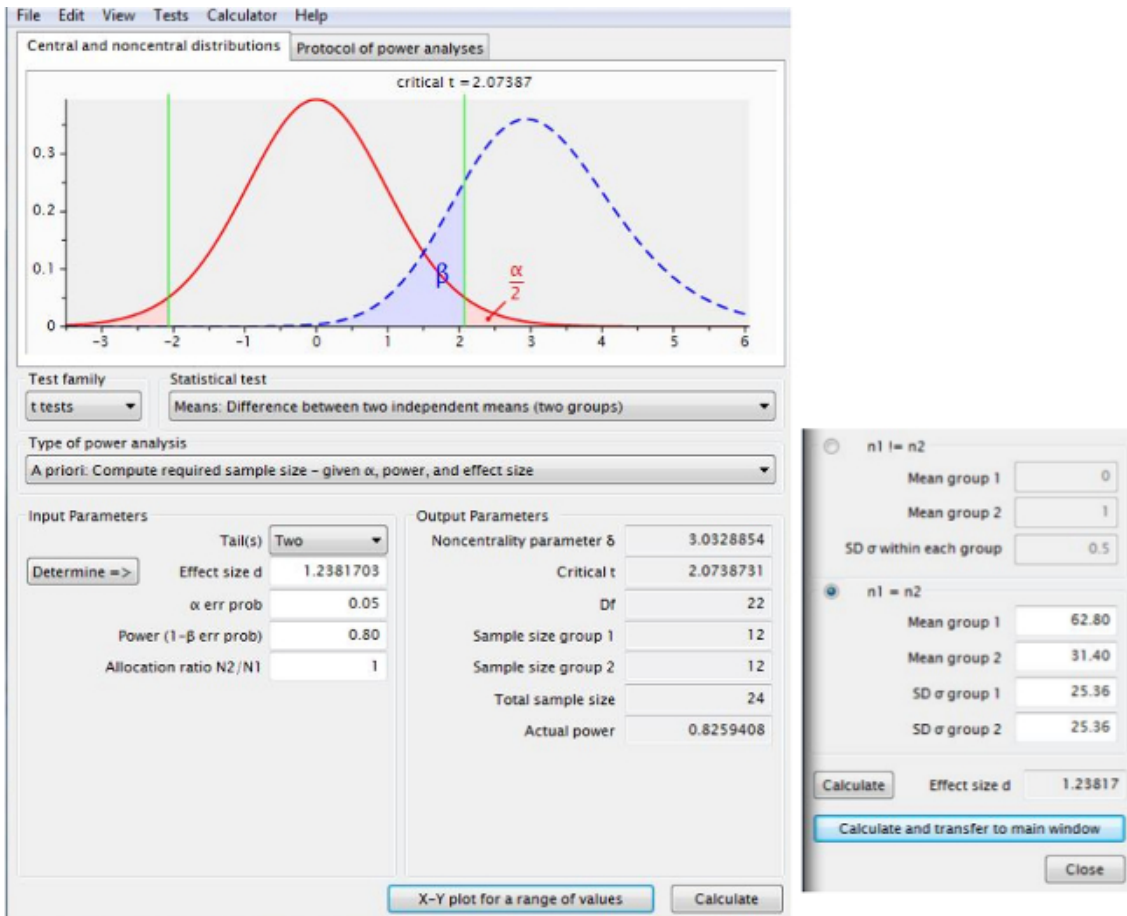 File Edit View Tests Calculator Help
Central and noncentral distributions Protocol of power analyses
critical t = 2.07387
0.3
0.2
0.1
0
β
α
2
-3 -2 -1 0 1 2 3 4 5 6
Test family Statistical test
t tests Means: Difference between two independent means (two groups)
Type of power analysis
A priori: Compute required sample size – given α, power, and effect size
Input Parameters
Tail(s) Two
Determine => Effect size d 1.2381703
α err prob 0.05
Power (1-β err prob) 0.80
Allocation ratio N2/N1 1
Output Parameters
Noncentrality parameter δ 3.0328854
Critical t 2.0738731
Df 22
Sample size group 1 12
Sample size group 2 12
Total sample size 24
Actual power 0.8259408
X-Y plot for a range of values Calculate
n1 != n2
Mean group 1 0
Mean group 2 1
SD σ within each group 0.5
n1 = n2
Mean group 1 62.80
Mean group 2 31.40
SD σ group 1 25.36
SD σ group 2 25.36
Calculate Effect size d 1.23817
Calculate and transfer to main window
Close